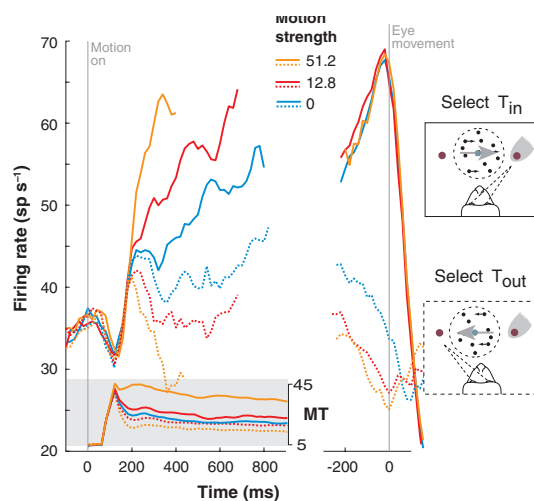 Motion
strength
51.2
12.8
0
Motion
on
Eye
movement
Select Tin
Select Tout
Firing rate (sp s⁻¹)
70
60
50
40
30
20
45
MT
5
0
200
400
600
800
-200
0
Time (ms)